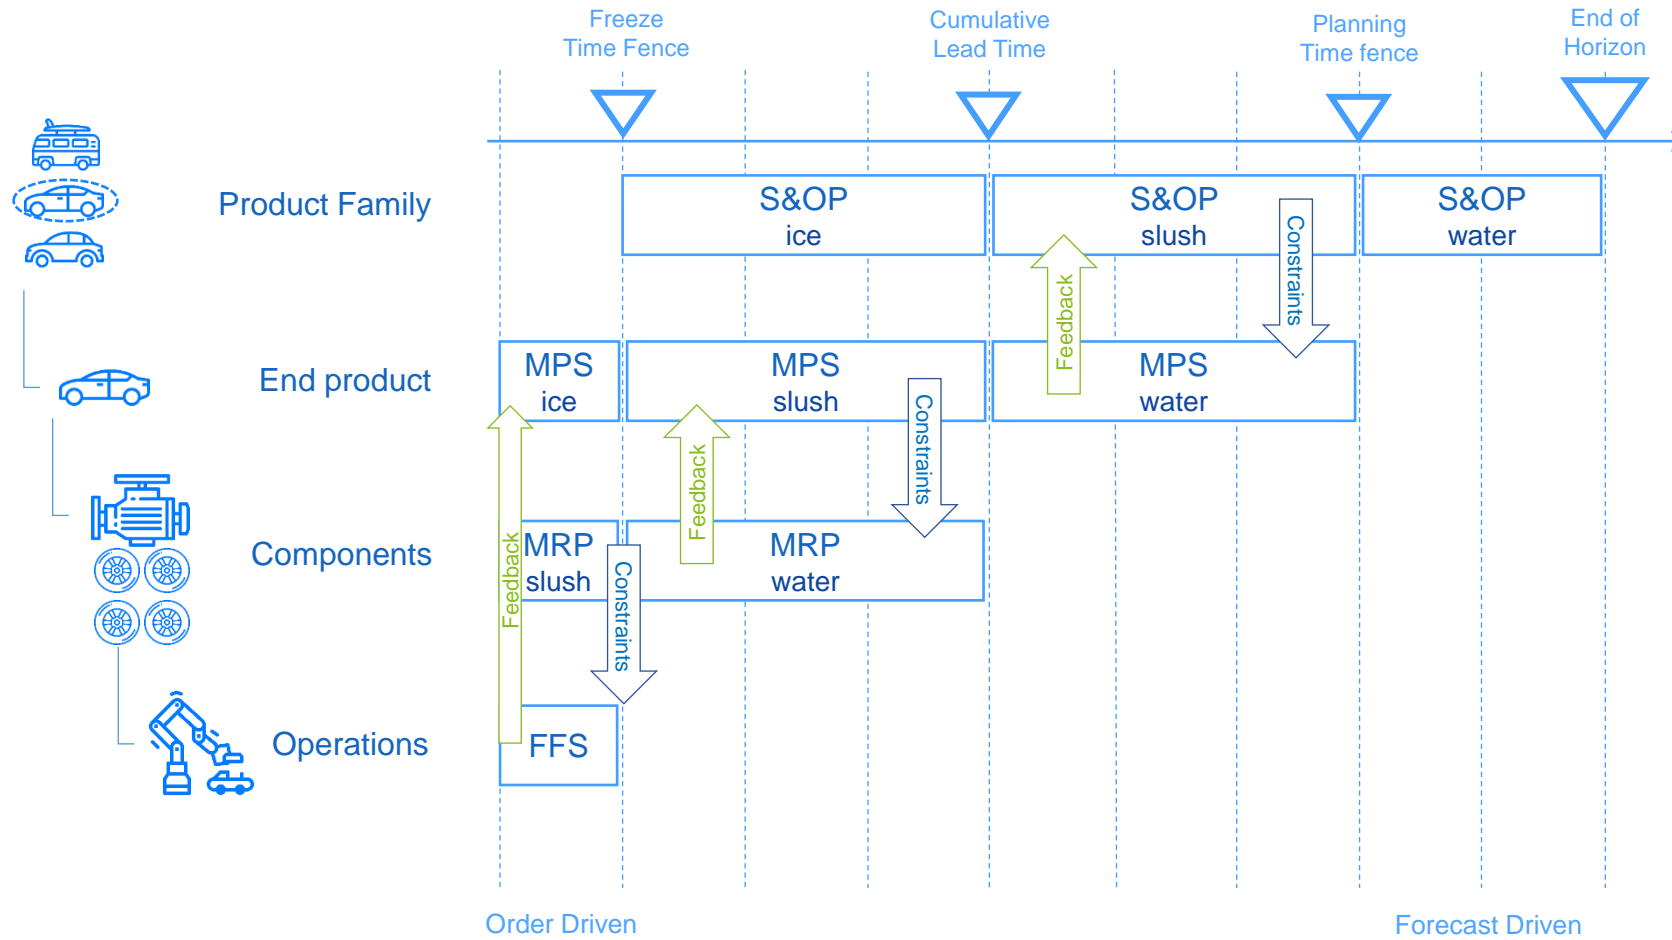 Freeze
Time Fence
Cumulative
Lead Time
Planning
Time fence
End of
Horizon
Product Family
S&OP
ice
S&OP
slush
S&OP
water
Constraints
Feedback
End product
MPS
ice
MPS
slush
MPS
water
Constraints
Feedback
Components
MRP
slush
MRP
water
Feedback
Constraints
Operations
FFS
Order Driven
Forecast Driven